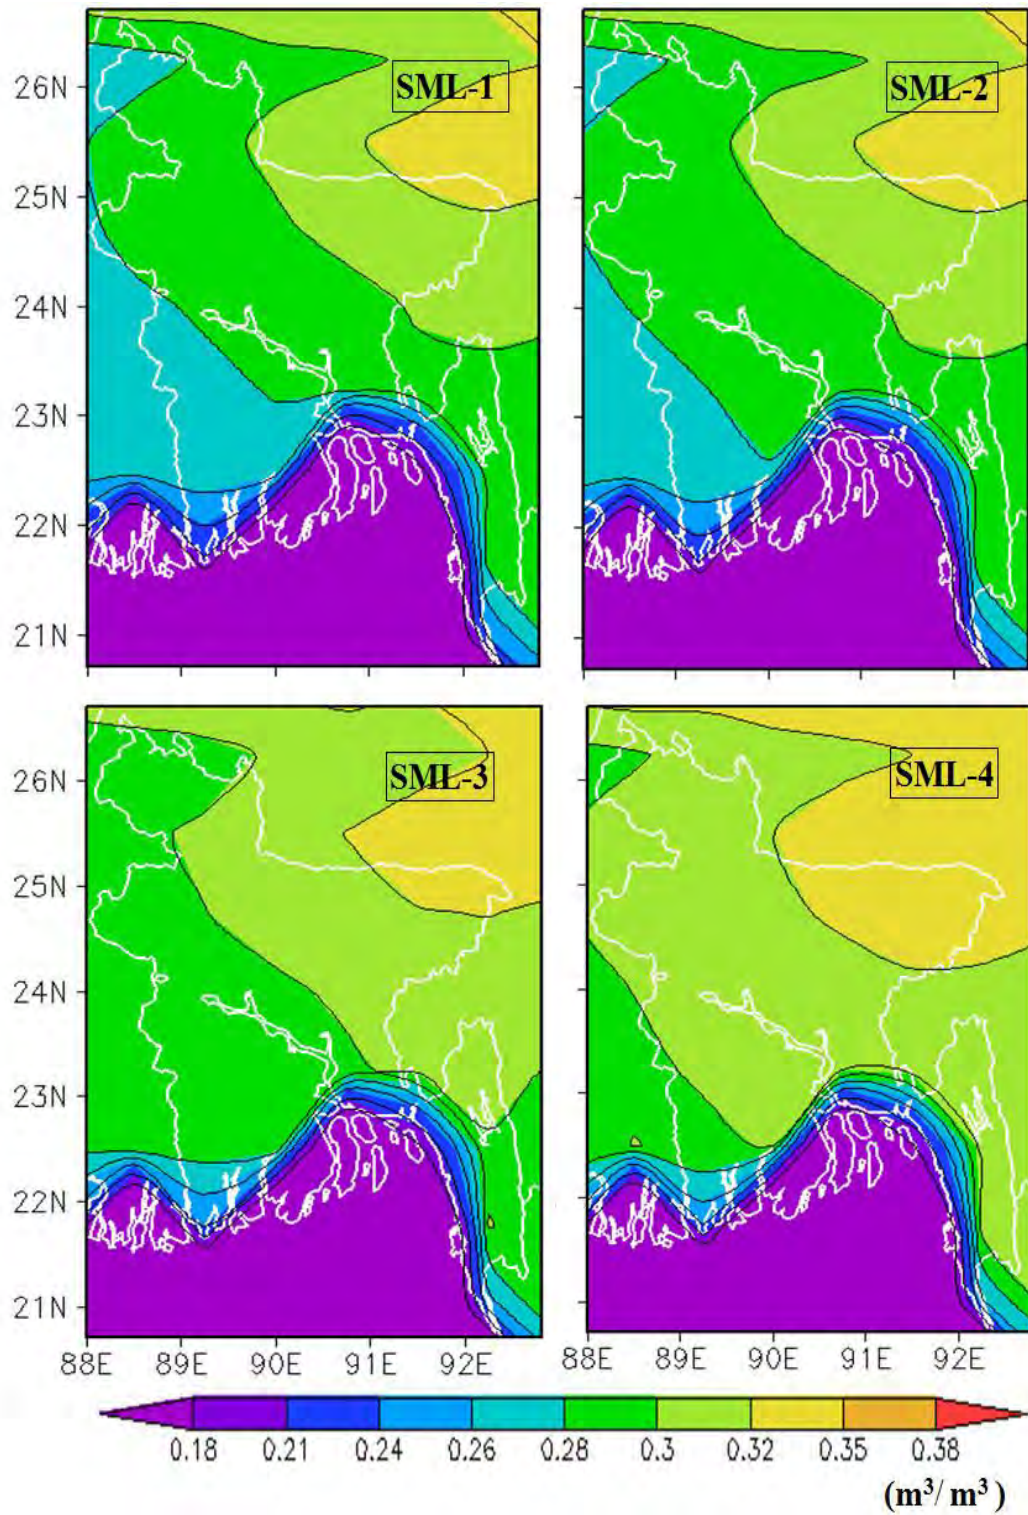 SML-1
SML-2
26N
25N
24N
23N
22N
21N
SML-3
SML-4
26N
25N
24N
23N
22N
21N
88E 89E 90E 91E 92E 88E 89E 90E 91E 92E
0.18 0.21 0.24 0.26 0.28 0.3 0.32 0.35 0.38
(m³/ m³ )